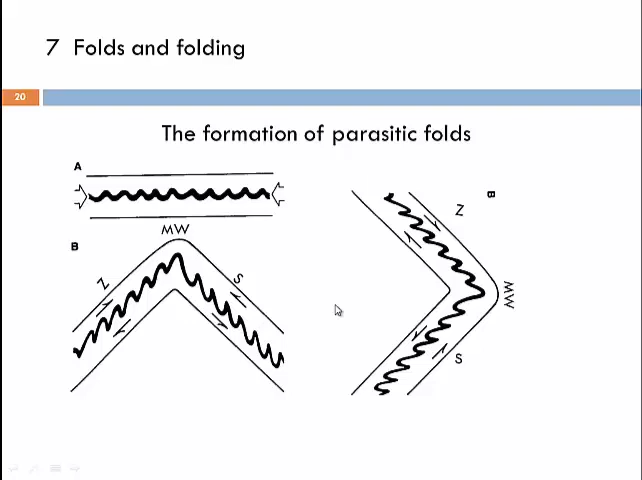 7 Folds and folding
20
The formation of parasitic folds
A
B
MW
Z
S
B
Z
MW
S